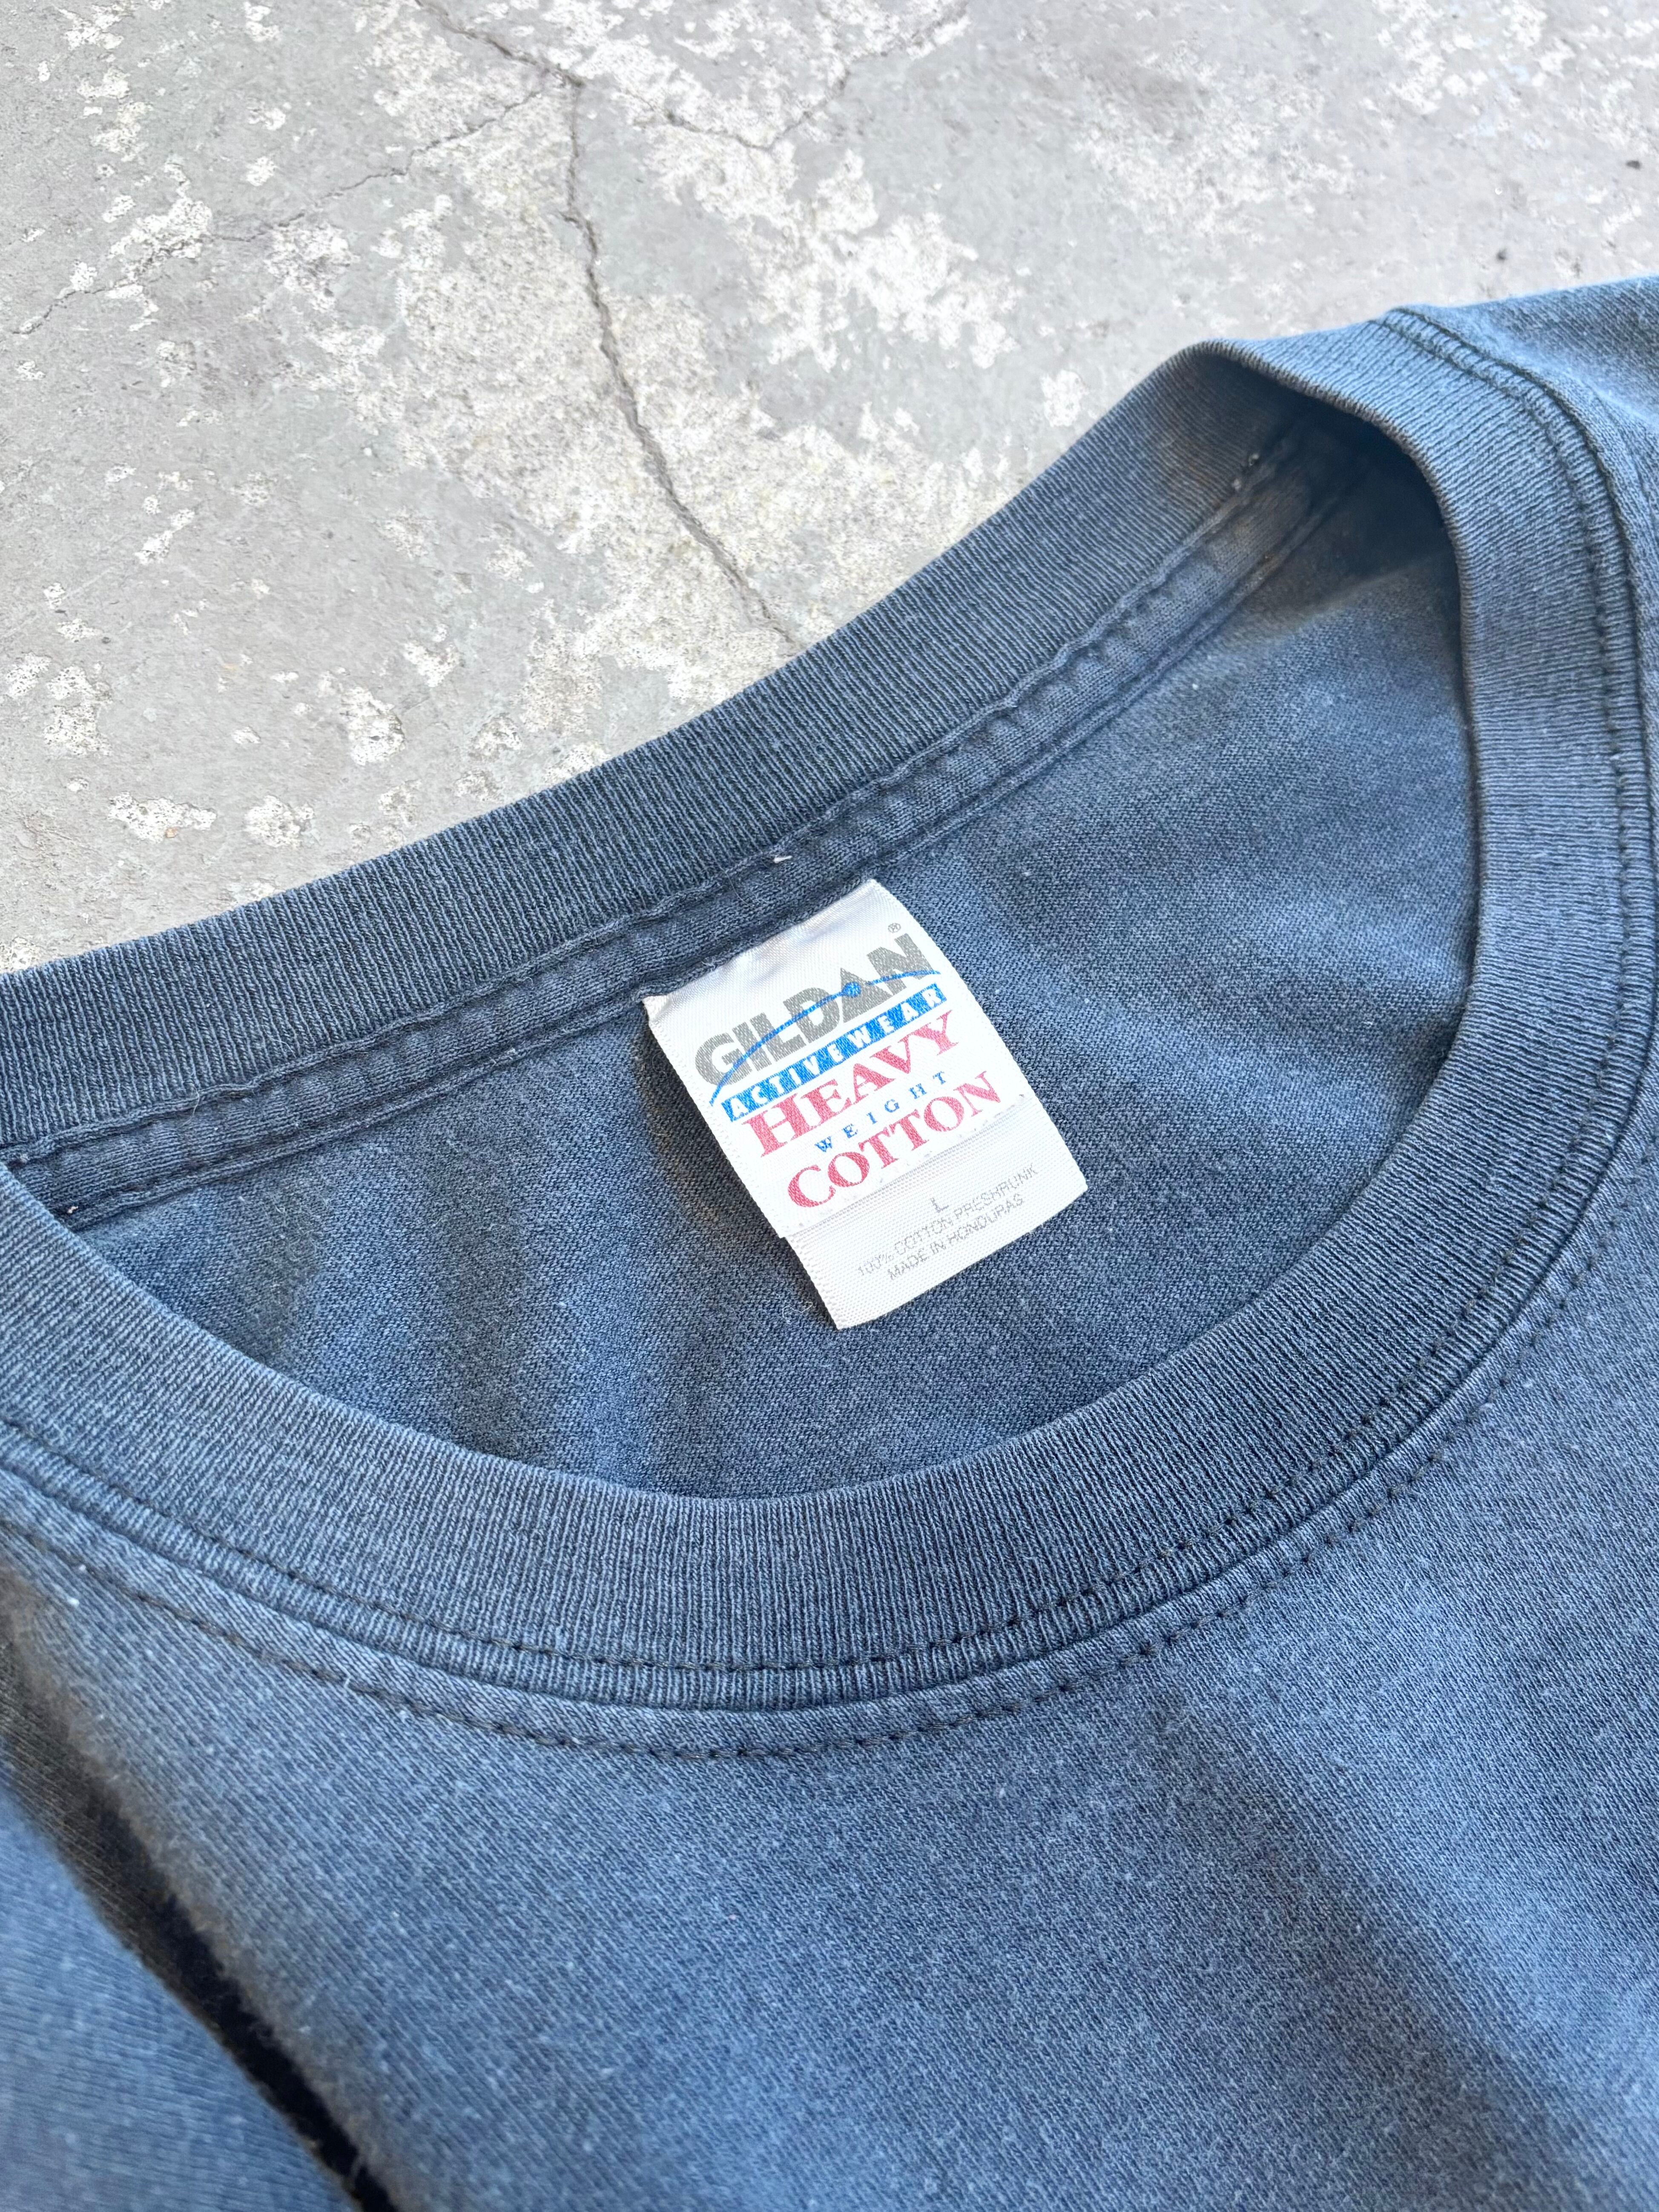 GILDAN®
ACTIVEWEAR
HEAVY
WEIGHT
COTTON
L
100% COTTON PRESHRUNK
MADE IN HONDURAS